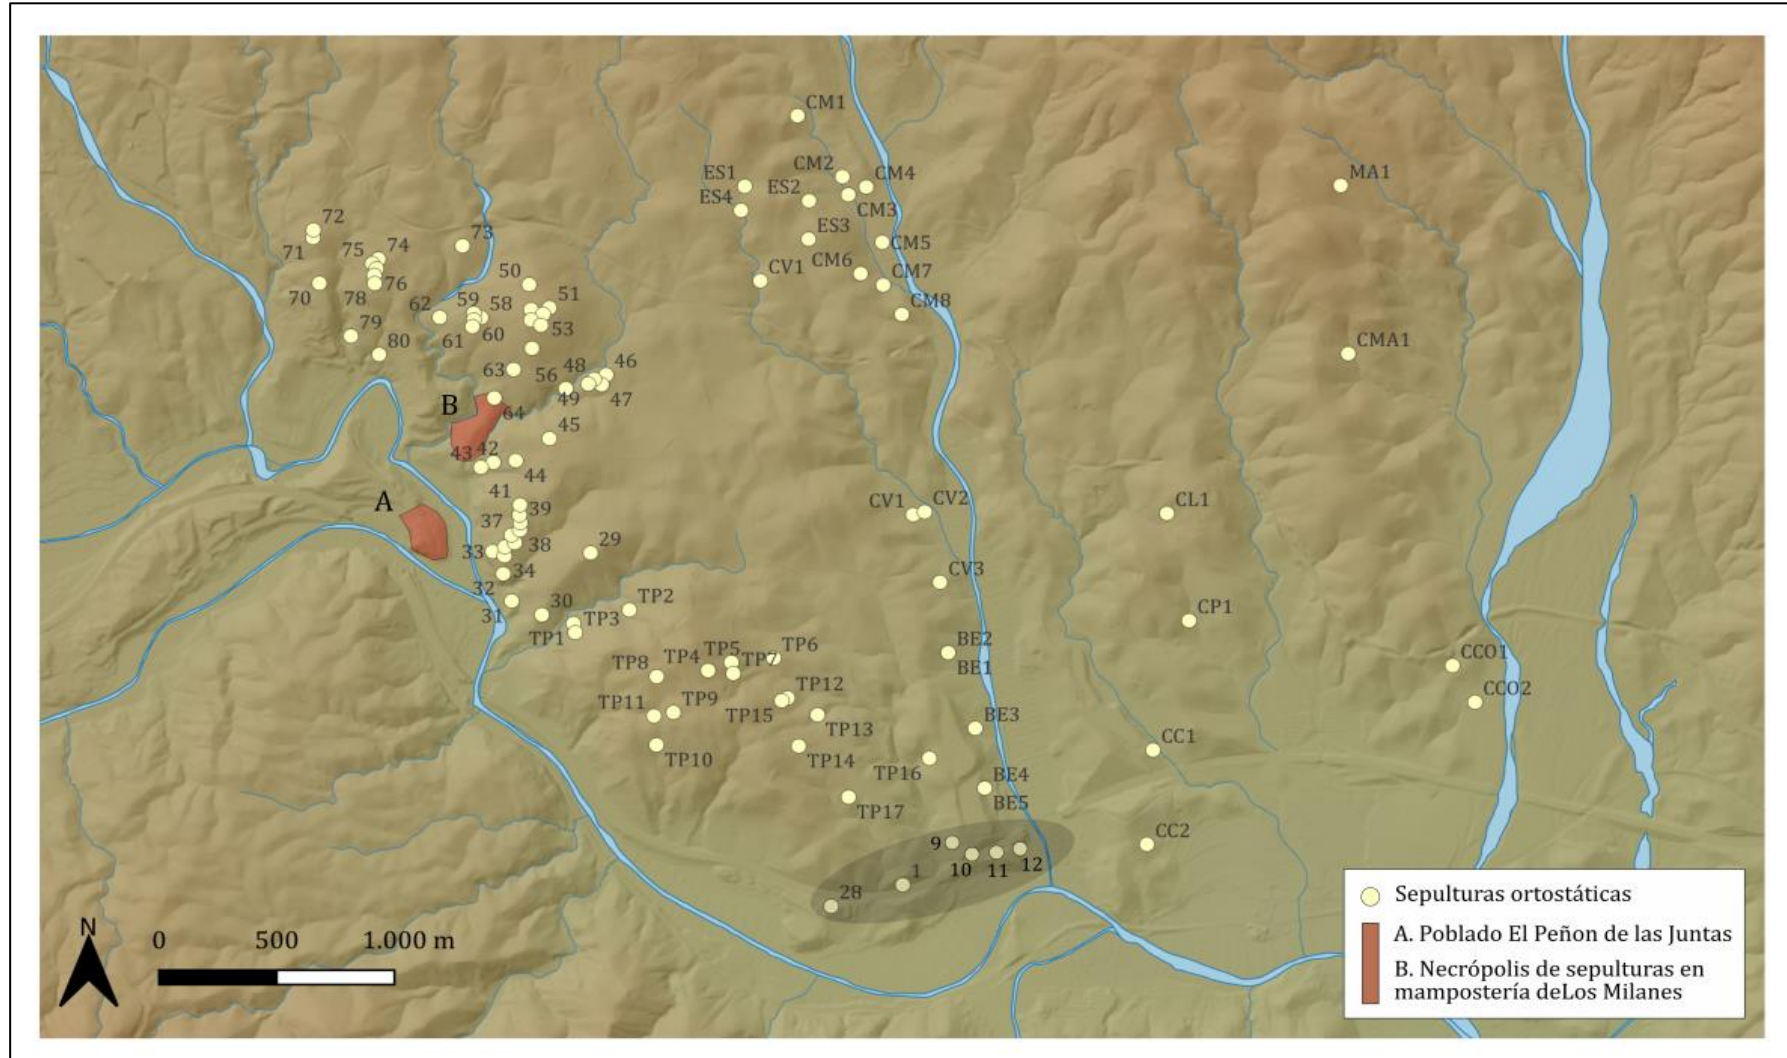 CM1
CM2
CM4
ES1
ES2
MA1
ES4
CM3
72
73
ES3
CM5
71
75
74
CV1
CM6
CM7
70
78
76
50
51
CM8
62
59
58
53
79
61
60
80
CMA1
63
56
48
46
B
64
49
47
45
43
42
44
A
41
39
CV1
CV2
CL1
37
33
38
29
34
CV3
32
31
30
TP2
TP3
CP1
TP1
BE2
TP4
TP5
TP6
BE1
TP8
TP7
CCO1
TP12
CCO2
TP11
TP9
TP15
TP13
BE3
TP10
TP14
TP16
CC1
BE4
TP17
BE5
CC2
9
10
11
12
1
28
N
0 500 1.000 m
Sepulturas ortostáticas
A. Poblado El Peñon de las Juntas
B. Necrópolis de sepulturas en
mampostería deLos Milanes